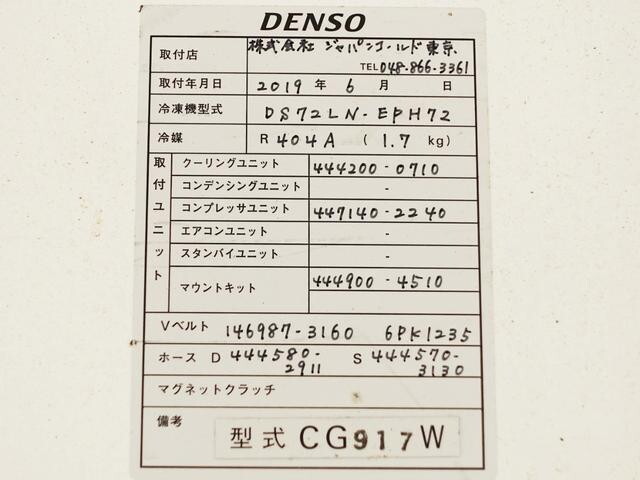 DENSO
取付店 株式会社 ジャパンコールド東京
TEL 048-866-3361
取付年月日 2019 年 6 月 日
冷凍機型式 DS72LN-EPH72
冷媒 R 404A ( 1.7 kg)
取付ユニット
クーリングユニット 444200-0710
コンデンシングユニット -
コンプレッサユニット 447140-2240
エアコンユニット -
スタンバイユニット -
マウントキット 444900-4510
Vベルト 146987-3160 6PK1235
ホース D 444580-2911 S 444570-3130
マグネットクラッチ
備考
型式 CG917W